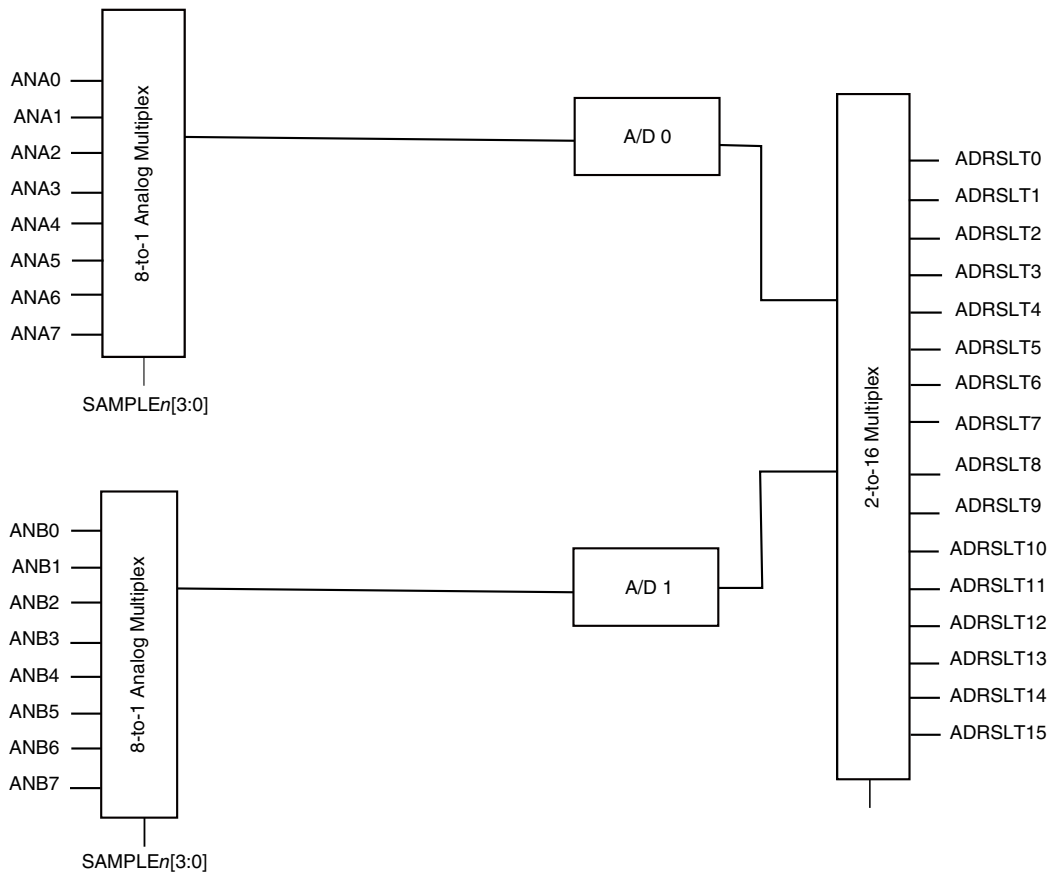 ANA0
ANA1
ANA2
ANA3
ANA4
ANA5
ANA6
ANA7
8-to-1 Analog Multiplex
SAMPLEn[3:0]
A/D 0
ANB0
ANB1
ANB2
ANB3
ANB4
ANB5
ANB6
ANB7
8-to-1 Analog Multiplex
SAMPLEn[3:0]
A/D 1
2-to-16 Multiplex
ADRSLT0
ADRSLT1
ADRSLT2
ADRSLT3
ADRSLT4
ADRSLT5
ADRSLT6
ADRSLT7
ADRSLT8
ADRSLT9
ADRSLT10
ADRSLT11
ADRSLT12
ADRSLT13
ADRSLT14
ADRSLT15